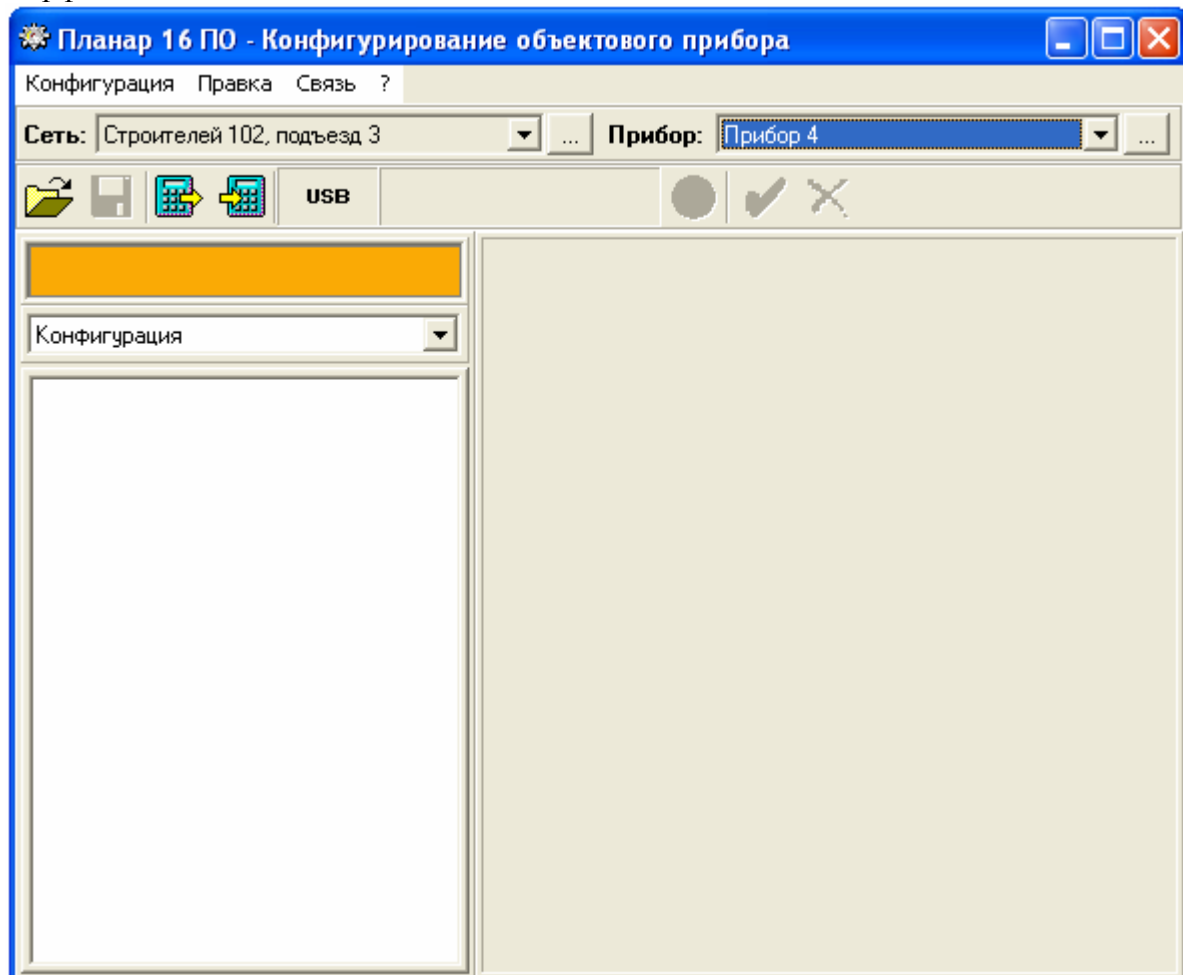 Планар 16 ПО - Конфигурирование объектового прибора
Конфигурация Правка Связь ?
Сеть: Строителей 102, подъезд 3 ... Прибор: Прибор 4 ...
USB
Конфигурация